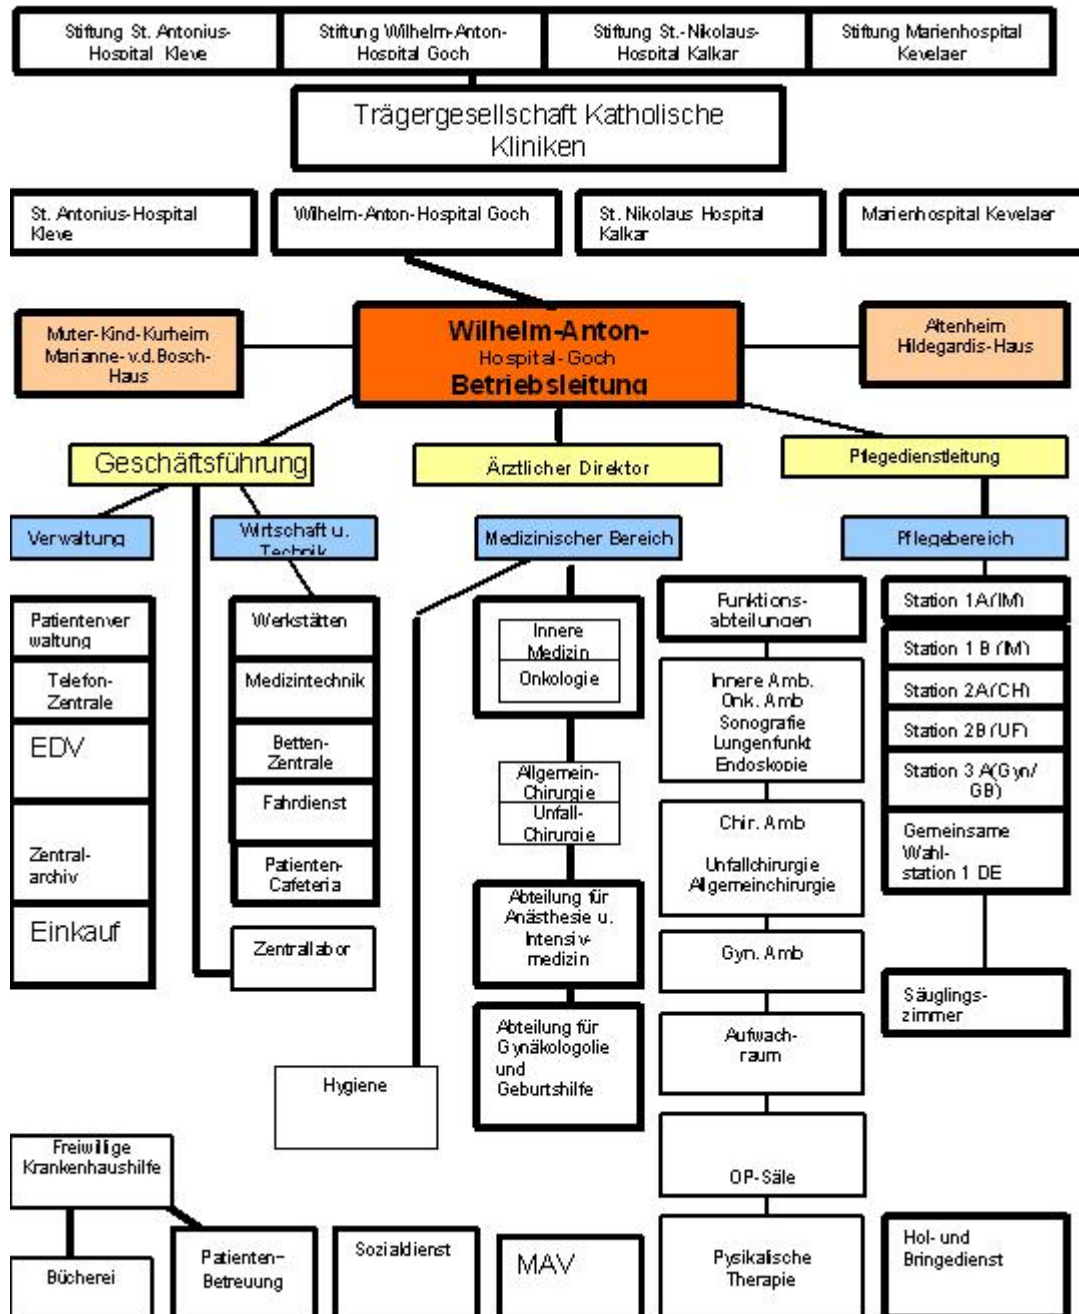 Stiftung St. Antonius-
Hospital Kleve
Stiftung Wilhelm-Anton-
Hospital Goch
Stiftung St.-Nikolaus-
Hospital Kalkar
Stiftung Marienhospital
Kevelaer
Trägergesellschaft Katholische
Kliniken
St. Antonius-Hospital
Kleve
Wilhelm-Anton-Hospital Goch
St. Nikolaus Hospital
Kalkar
Marienhospital Kevelaer
Muter-Kind-Kurheim
Marianne-v.d.Bosch-
Haus
Wilhelm-Anton-
Hospital-Goch
Betriebsleitung
Altenheim
Hildegardis-Haus
Geschäftsführung
Ärztlicher Direktor
Pflegedienstleitung
Verwaltung
Wirtschaft u.
Technik
Medizinischer Bereich
Pflegebereich
Patientenver
waltung
Telefon-
Zentrale
EDV
Zentral-
archiv
Einkauf
Werkstätten
Medizintechnik
Betten-
Zentrale
Fahrdienst
Patienten-
Cafeteria
Zentrallabor
Hygiene
Innere
Medizin
Onkologie
Allgemein-
Chirurgie
Unfall-
Chirurgie
Abteilung für
Anästhesie u.
Intensiv-
medizin
Abteilung für
Gynäkologolie
und
Geburtshilfe
Funktions-
abteilungen
Innere Amb.
Onk. Amb
Sonografie
Lungenfunkt
Endoskopie
Chir. Amb
Unfallchirurgie
Allgemeinchirurgie
Gyn. Amb
Aufwach-
raum
OP-Säle
Pysikalische
Therapie
Station 1A(IM)
Station 1 B (IM)
Station 2A(CH)
Station 2B(UF)
Station 3 A(Gyn/
GB)
Gemeinsame
Wahl-
station 1 DE
Säuglings-
zimmer
Hol- und
Bringedienst
Freiwillige
Krankenhaushilfe
Bücherei
Patienten-
Betreuung
Sozialdienst
MAV